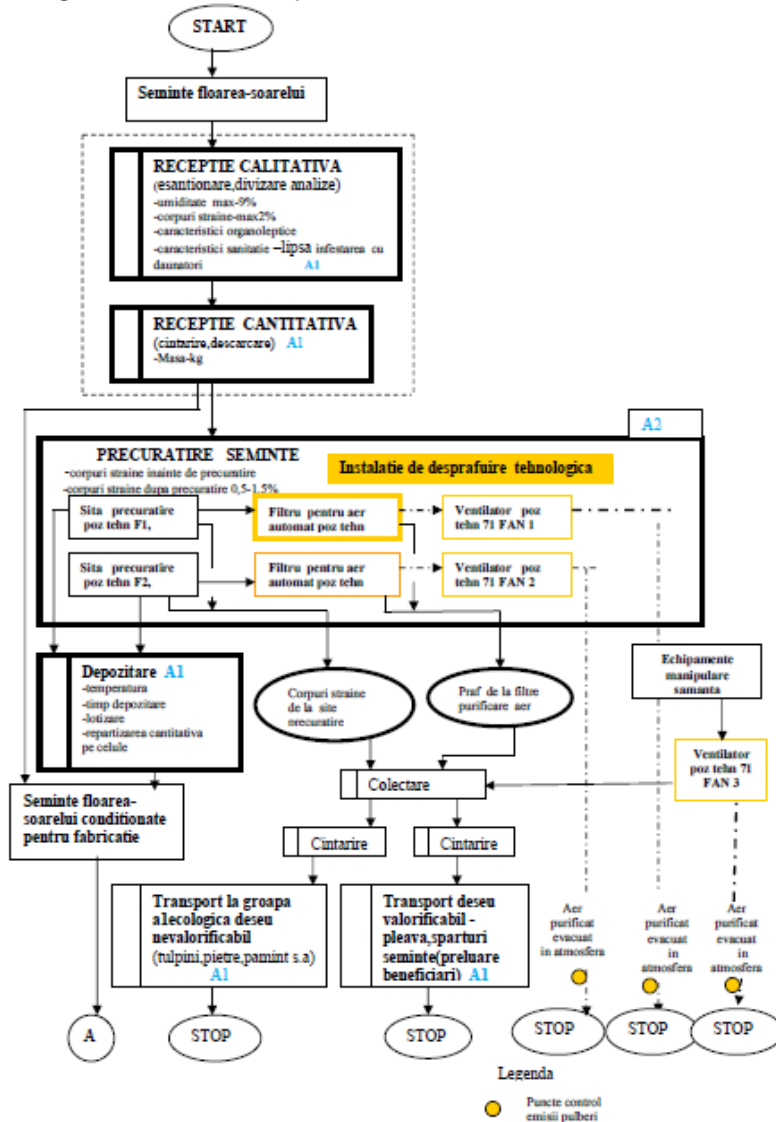 START
Seminte floarea-soarelui
RECEPTIE CALITATIVA
(esantionare,divizare analize)
-umiditate max-9%
-corpuri straine-max2%
-caracteristici organoleptice
-caracteristici sanitatie –lipsa infestarea cu
daunatori A1
RECEPTIE CANTITATIVA
(cintarire,descarcare) A1
-Masa-kg
A2
PRECURATIRE SEMINTE
-corpuri straine inainte de precuratire
-corpuri straine dupa precuratire 0,5-1.5%
Instalatie de desprafuire tehnologica
Sita precuratire
poz tehn F1,
Filtru pentru aer
automat poz tehn
Ventilator poz
tehn 71 FAN 1
Sita precuratire
poz tehn F2,
Filtru pentru aer
automat poz tehn
Ventilator poz
tehn 71 FAN 2
Depozitare A1
-temperatura
-timp depozitare
-lotizare
-repartizarea cantitativa
pe celule
Corpuri straine
de la site
precuratire
Praf de la filtre
purificare aer
Echipamente
manipulare
samanta
Ventilator
poz tehn 71
FAN 3
Colectare
Seminte floarea-
soarelui conditionate
pentru fabricatie
Cintarire
Cintarire
Transport la groapa
a1ecologica deseu
nevalorificabil
(tulpini,pietre,pamint s.a)
A1
Transport deseu
valorificabil -
pleava,sparturi
seminte(preluare
beneficiari) A1
Aer
purificat
evacuat
in atmosfera
Aer
purificat
evacuat
in
atmosfera
Aer
purificat
evacuat
in
atmosfera
A
STOP
STOP
STOP
STOP
STOP
Legenda
Puncte control
emisii pulberi